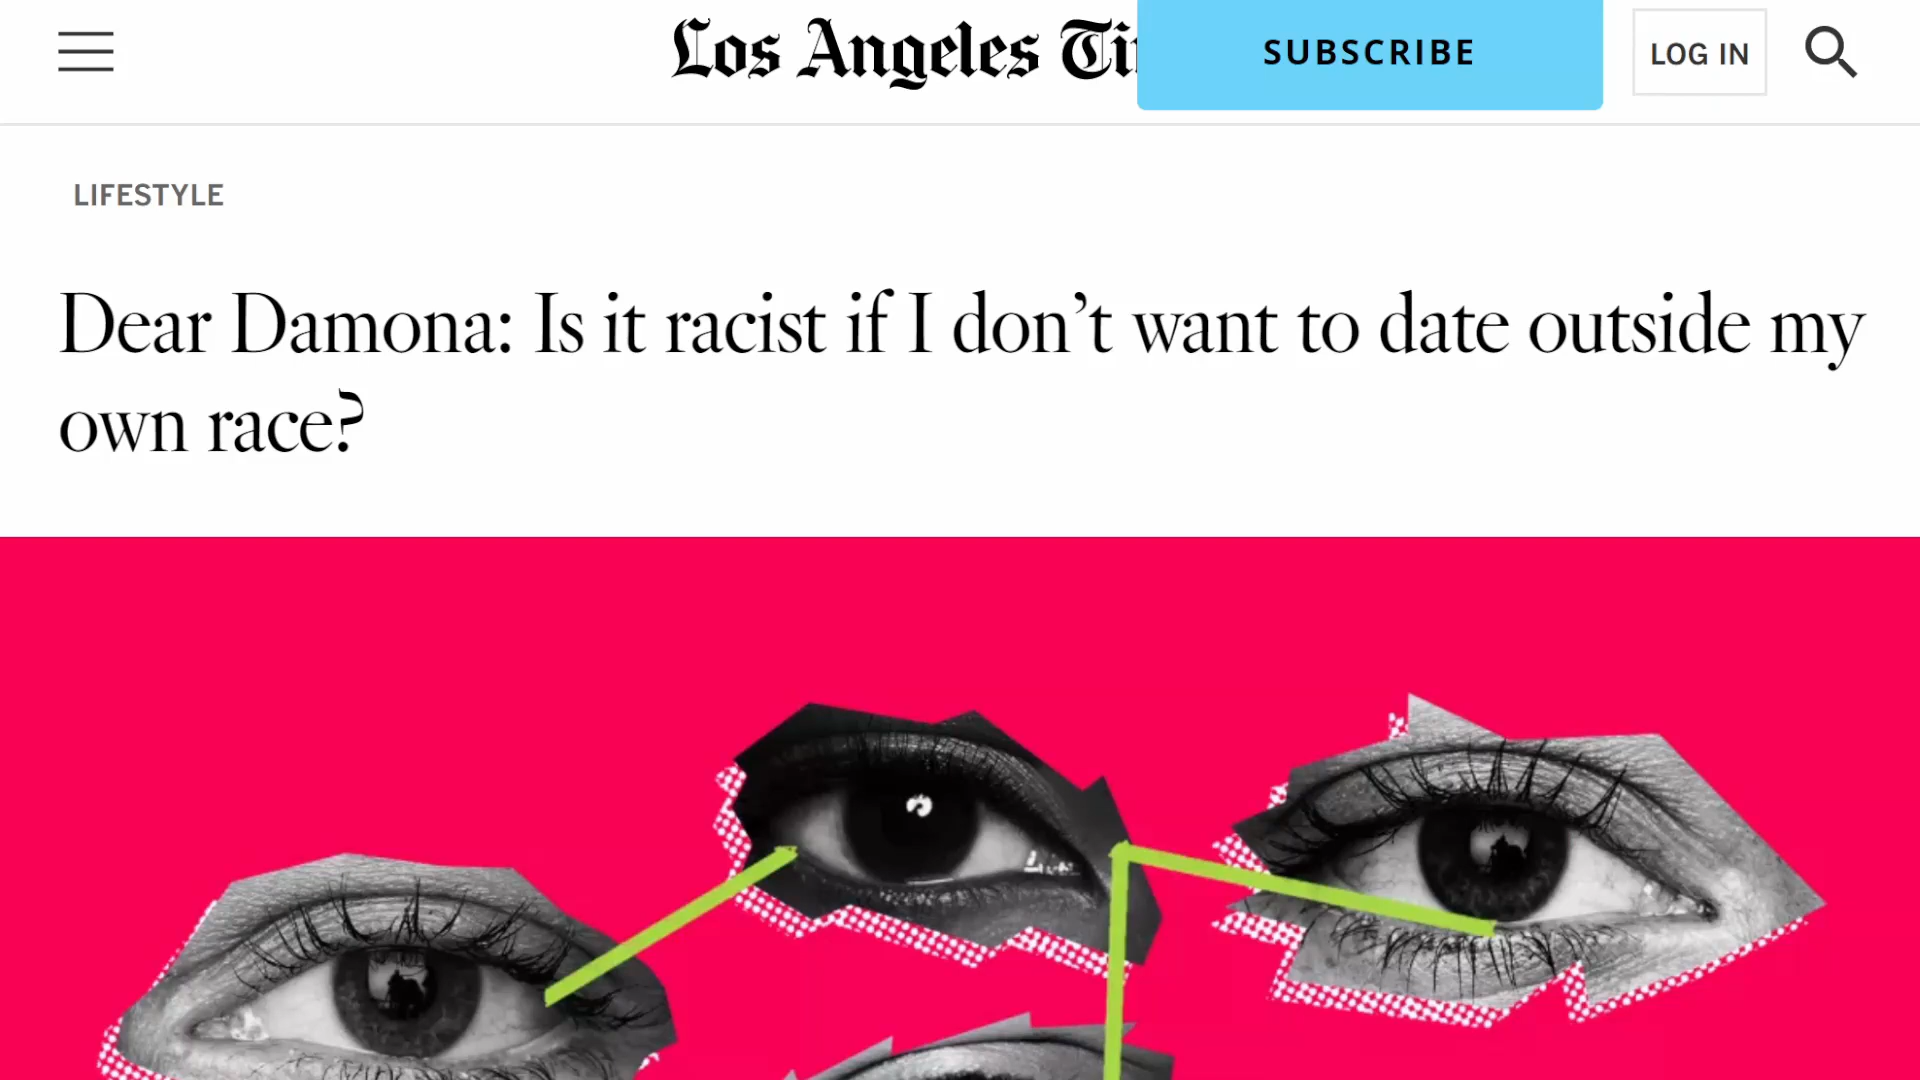 Los Angeles Ti
SUBSCRIBE
LOG IN
LIFESTYLE
Dear Damona: Is it racist if I don’t want to date outside my
own race?